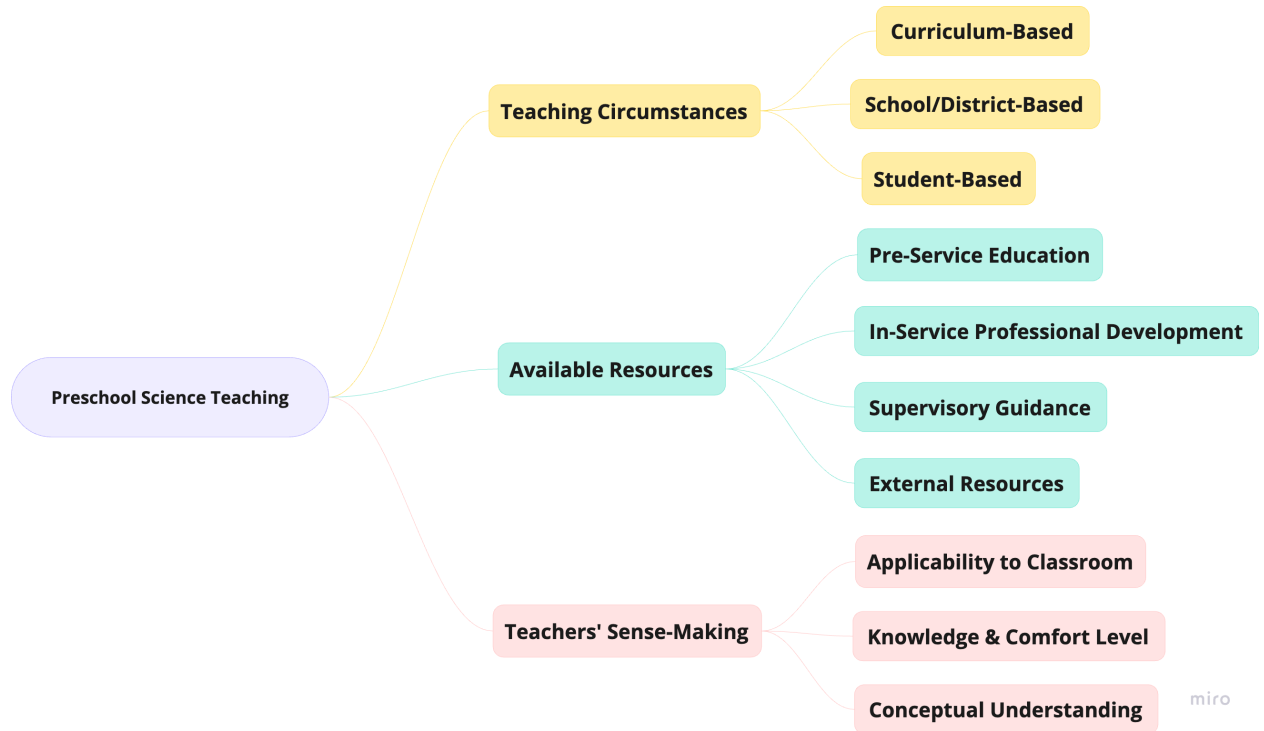 Preschool Science Teaching
Teaching Circumstances
Curriculum-Based
School/District-Based
Student-Based
Available Resources
Pre-Service Education
In-Service Professional Development
Supervisory Guidance
External Resources
Teachers' Sense-Making
Applicability to Classroom
Knowledge & Comfort Level
Conceptual Understanding
miro